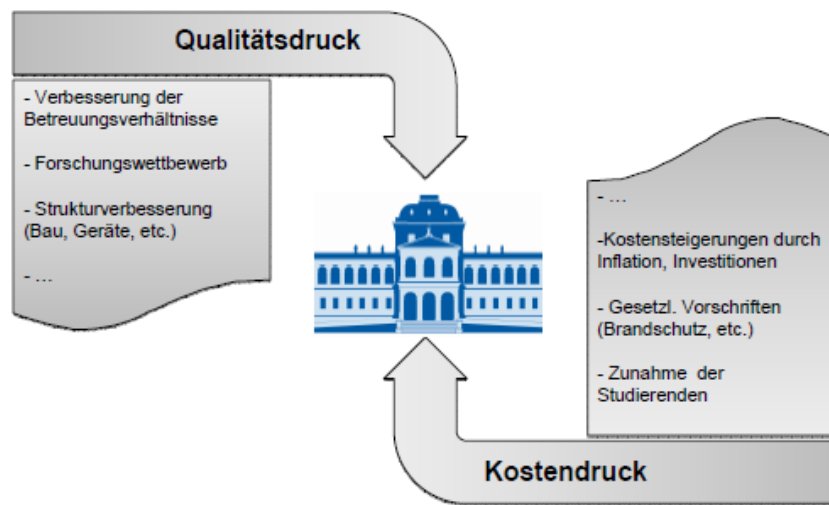 Qualitätsdruck
- Verbesserung der
Betreuungsverhältnisse
- Forschungswettbewerb
- Strukturverbesserung
(Bau, Geräte, etc.)
- ...
- ...
-Kostensteigerungen durch
Inflation, Investitionen
- Gesetzl. Vorschriften
(Brandschutz, etc.)
- Zunahme der
Studierenden
Kostendruck